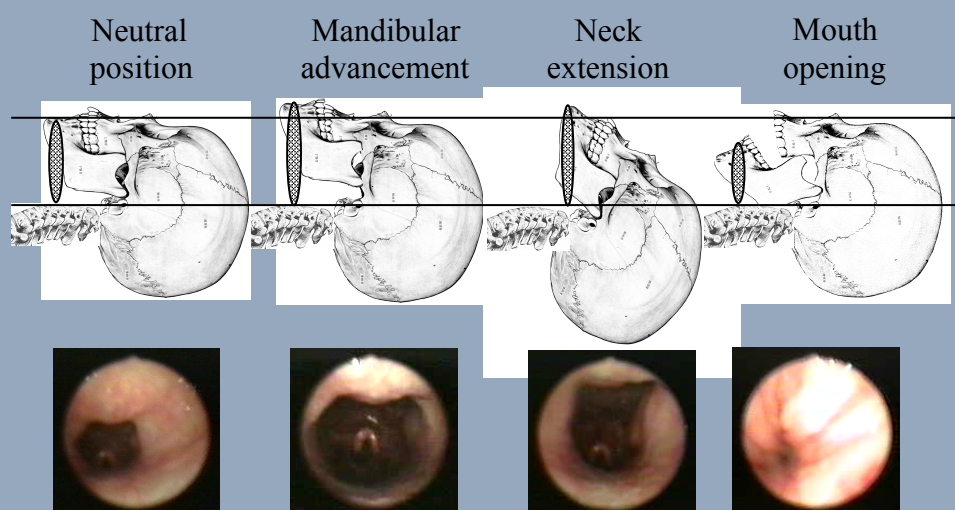 Neutral
position
Mandibular
advancement
Neck
extension
Mouth
opening